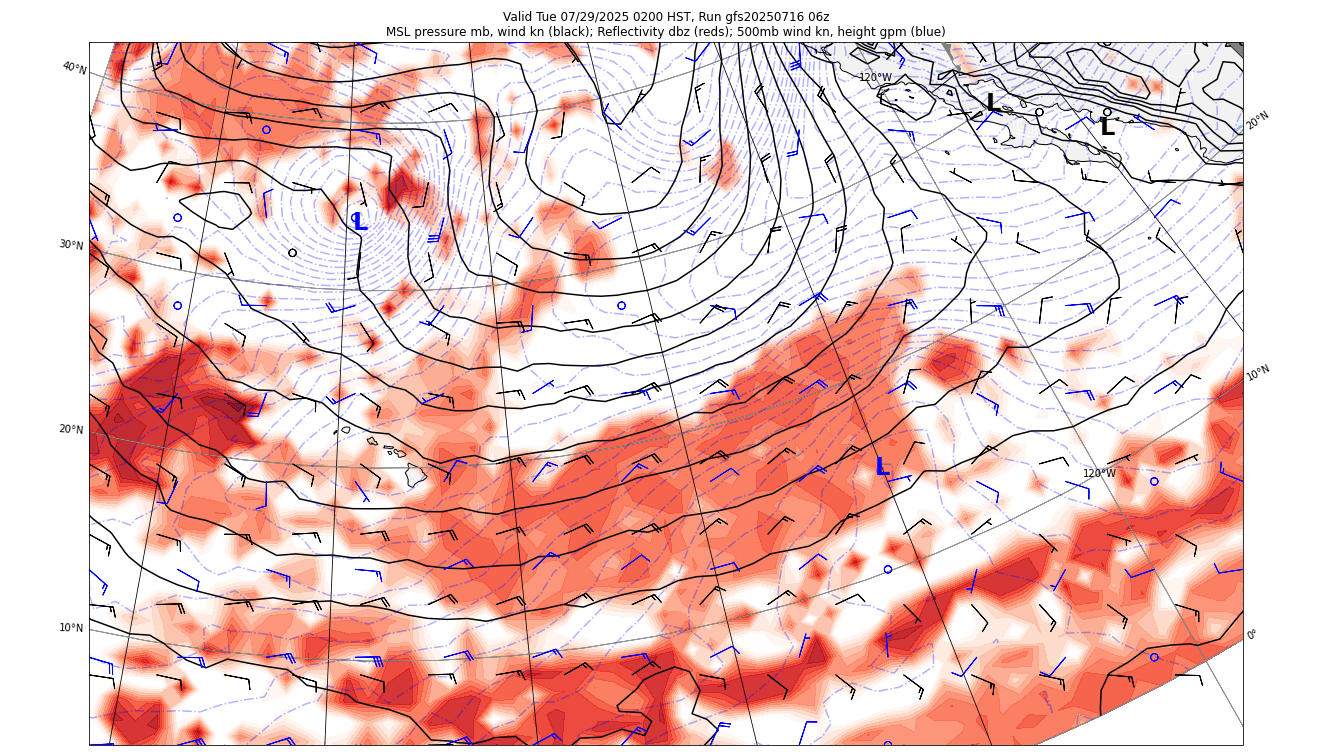 Valid Tue 07/29/2025 0200 HST, Run gfs20250716 06z
MSL pressure mb, wind kn (black); Reflectivity dbz (reds); 500mb wind kn, height gpm (blue)
40°N
120°W
L
L
20°N
L
30°N
10°N
20°N
L
120°W
10°N
0°